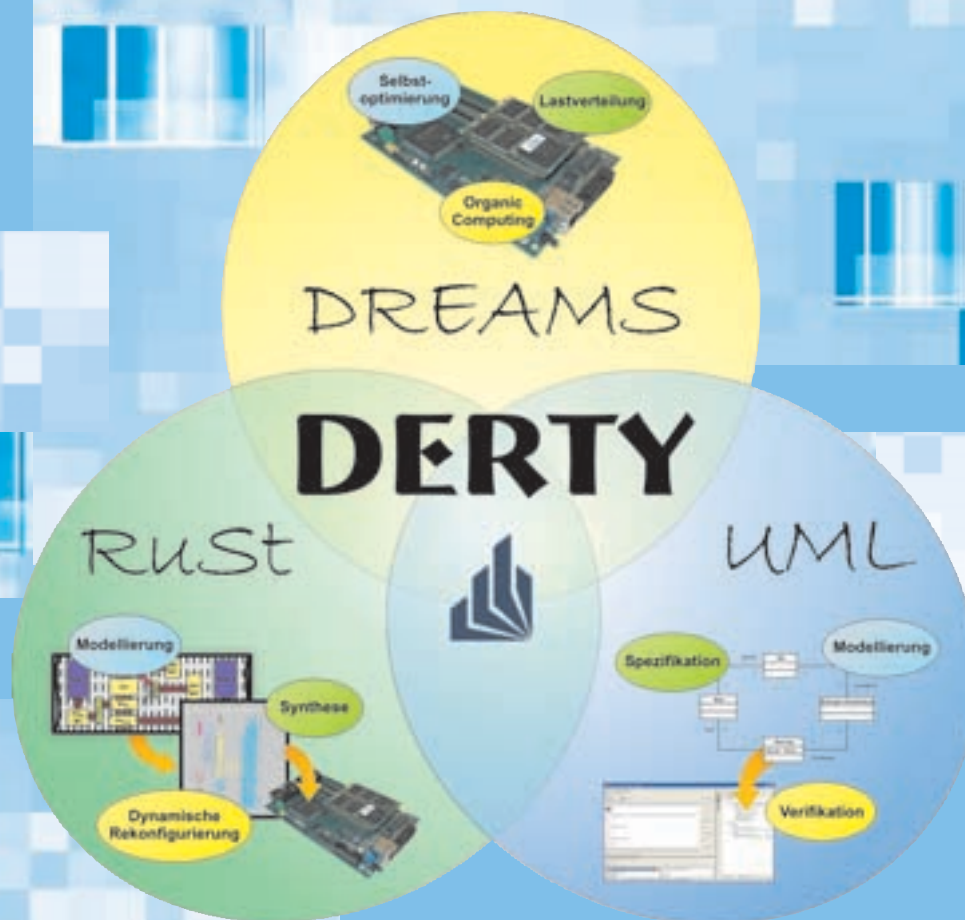 Selbst-
optimierung
Lastverteilung
Organic
Computing
DREAMS
DERTY
RUSt
UML
Modellierung
Synthese
Dynamische
Rekonfigurierung
Spezifikation
Modellierung
Verifikation